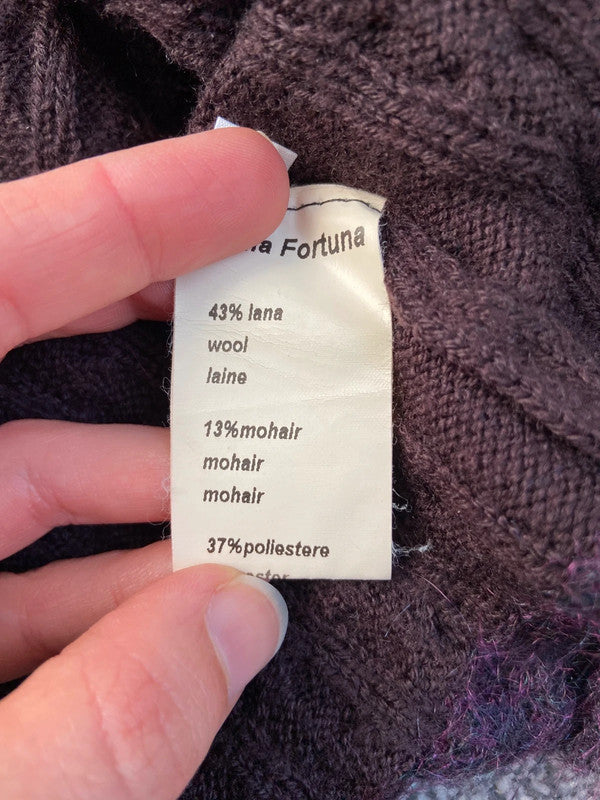 Fortuna
43% lana
wool
laine
13%mohair
mohair
mohair
37%poliestere